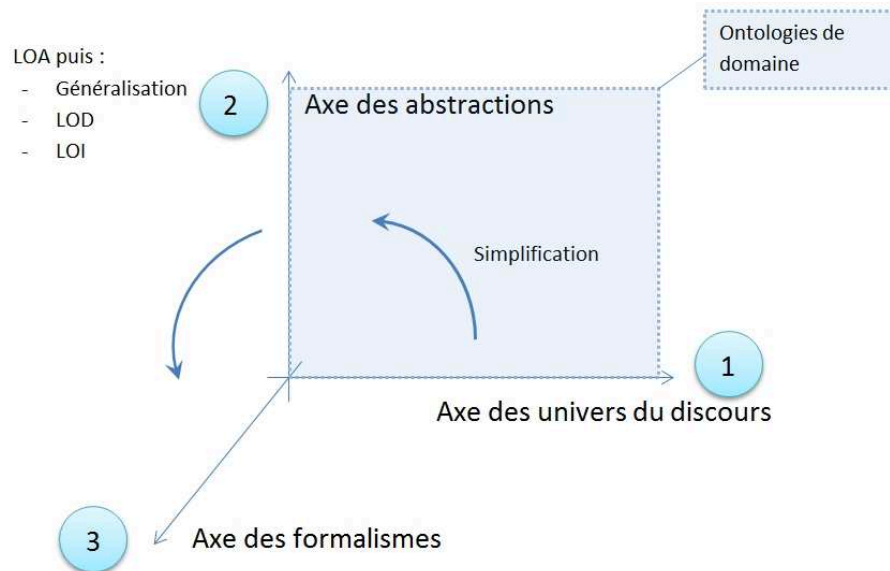 LOA puis :
- Généralisation
- LOD
- LOI
2
Axe des abstractions
Ontologies de
domaine
Simplification
1
Axe des univers du discours
3
Axe des formalismes